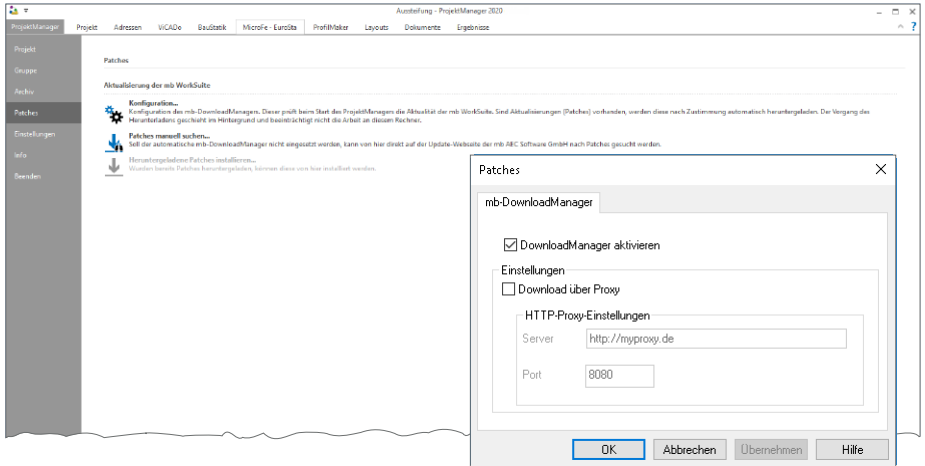 Aussteifung - ProjektManager 2020
ProjektManager Projekt Adressen ViCADo BauStatik MicroFe - EuroSta ProfilMaker Layouts Dokumente Ergebnisse ?
Projekt
Gruppe
Archiv
Patches
Einstellungen
Info
Beenden
Patches
Aktualisierung der mb WorkSuite
Konfiguration...
Konfiguration des mb-DownloadManagers. Dieser prüft beim Start des ProjektManagers die Aktualität der mb WorkSuite. Sind Aktualisierungen (Patches) vorhanden, werden diese nach Zustimmung automatisch heruntergeladen. Der Vorgang des
Herunterladens geschieht im Hintergrund und beeinträchtigt nicht die Arbeit an diesem Rechner.
Patches manuell suchen...
Soll der automatische mb-DownloadManager nicht eingesetzt werden, kann von hier direkt auf der Update-Webseite der mb AEC Software GmbH nach Patches gesucht werden.
Heruntergeladene Patches installieren...
Wurden bereits Patches heruntergeladen, können diese von hier installiert werden.
Patches
mb-DownloadManager
DownloadManager aktivieren
Einstellungen
Download über Proxy
HTTP-Proxy-Einstellungen
Server http://myproxy.de
Port 8080
OK Abbrechen Übernehmen Hilfe